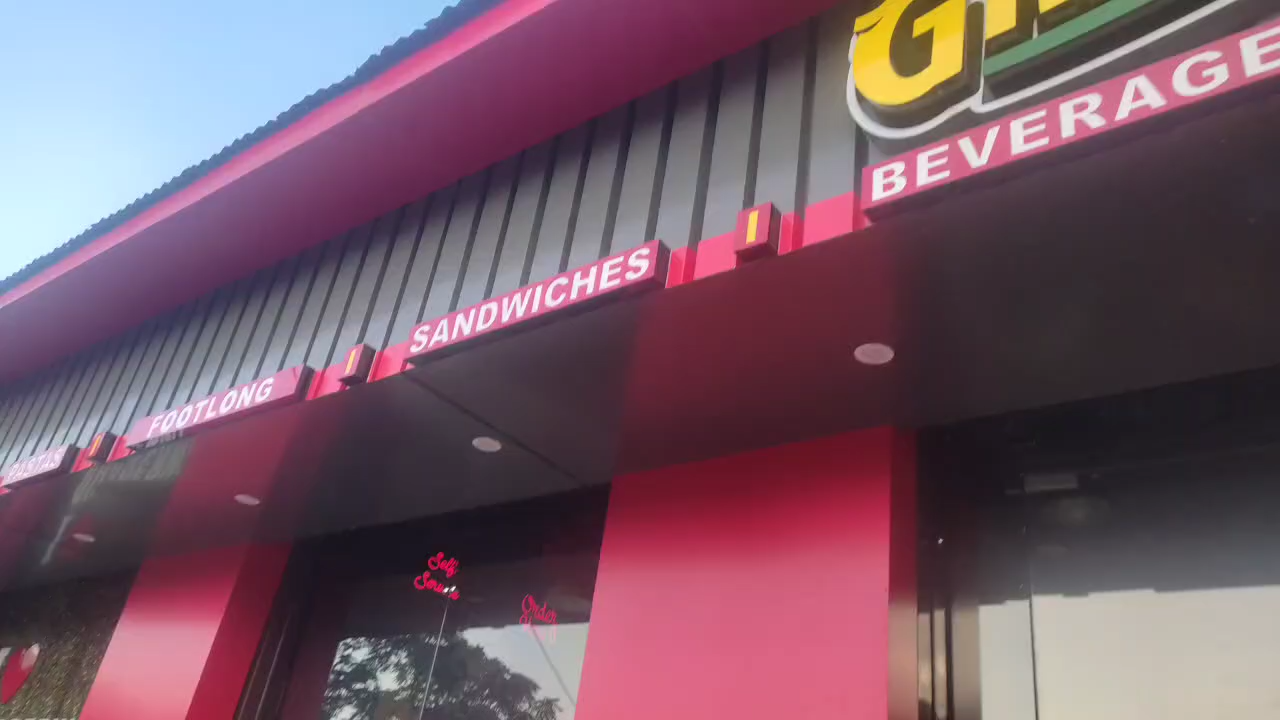 BEVERAGE
SANDWICHES
FOOTLONG
PASTAS
Self
Service
Order